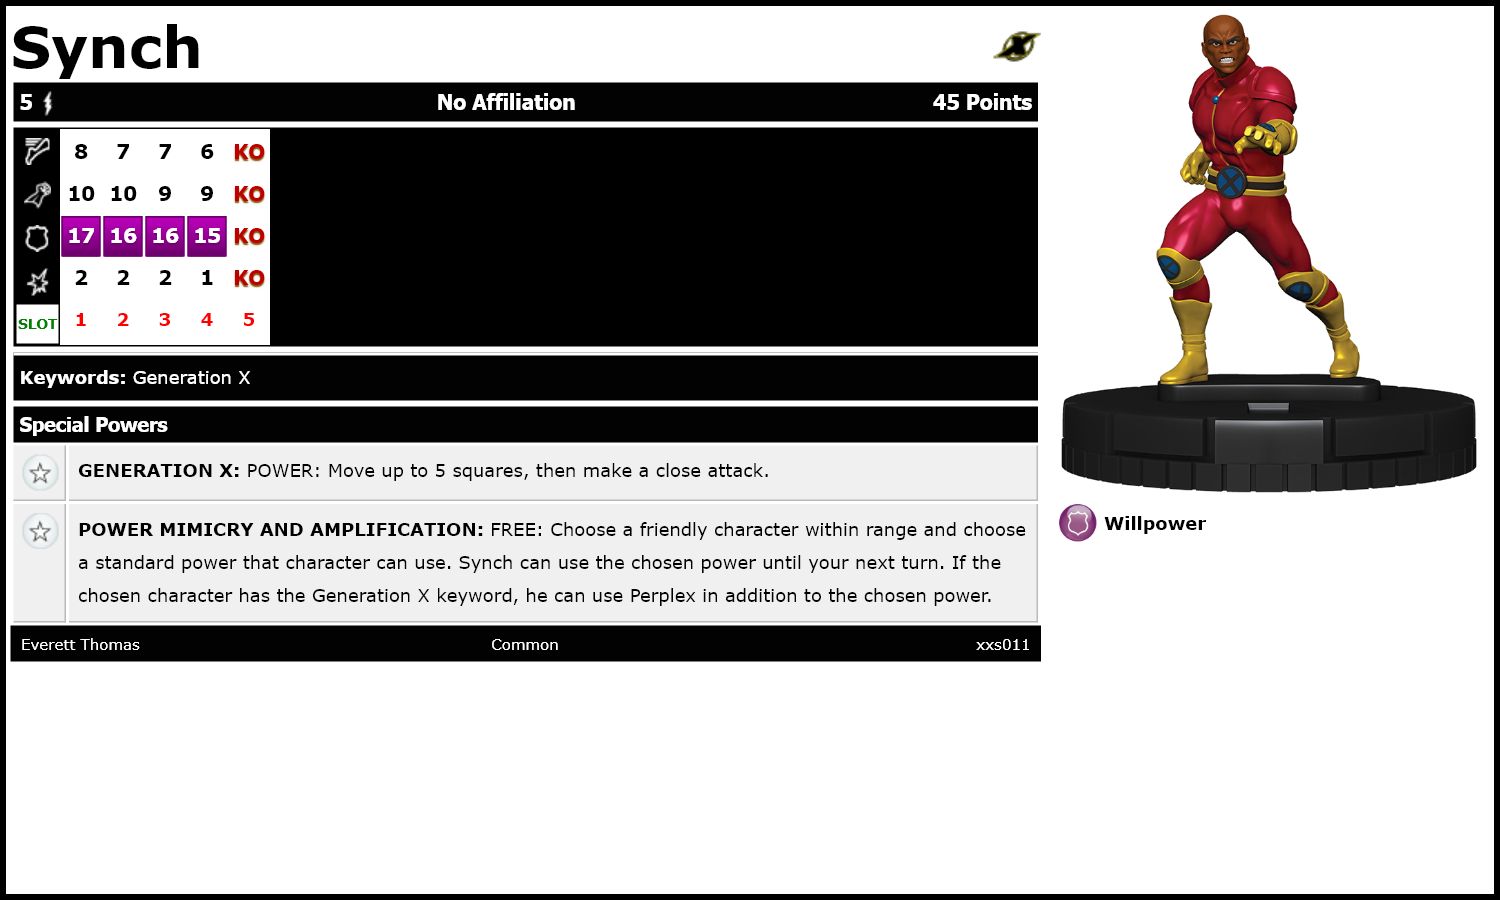 Synch
5 No Affiliation 45 Points
8 7 7 6 KO
10 10 9 9 KO
17 16 16 15 KO
2 2 2 1 KO
SLOT 1 2 3 4 5
Keywords: Generation X
Special Powers
GENERATION X: POWER: Move up to 5 squares, then make a close attack.
POWER MIMICRY AND AMPLIFICATION: FREE: Choose a friendly character within range and choose
a standard power that character can use. Synch can use the chosen power until your next turn. If the
chosen character has the Generation X keyword, he can use Perplex in addition to the chosen power.
Everett Thomas Common xxs011
Willpower